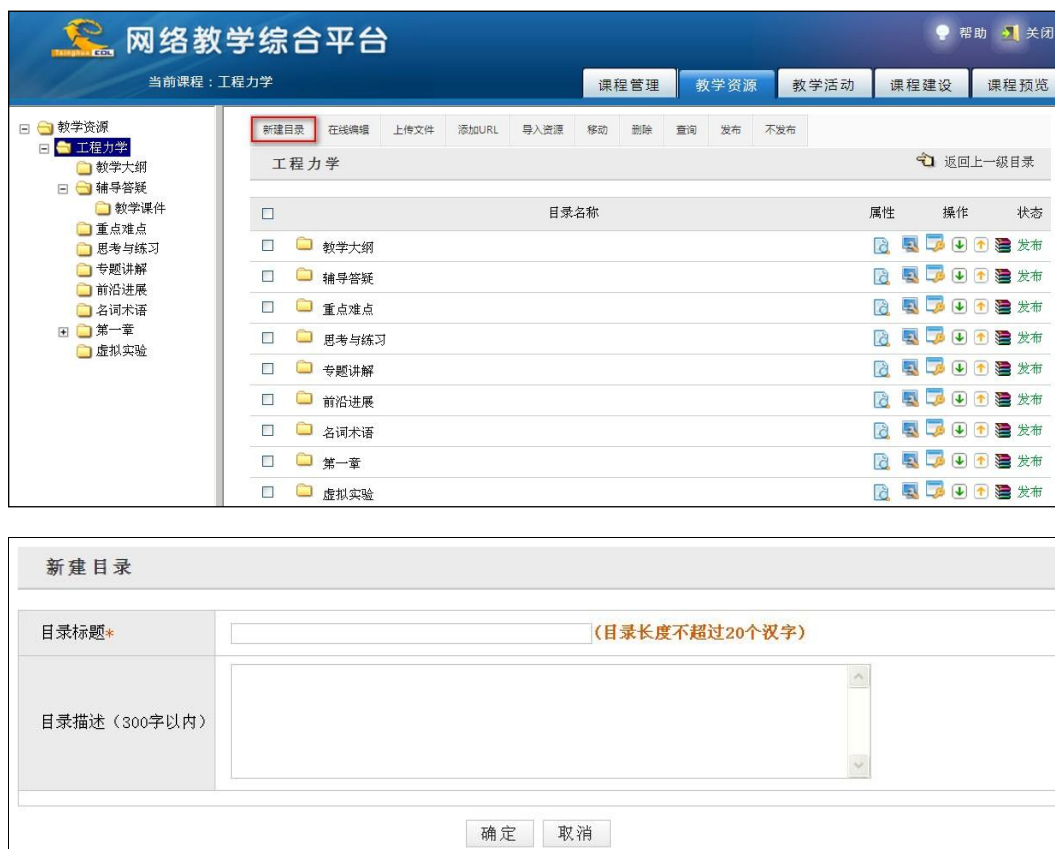 网络教学综合平台
帮助 关闭
当前课程：工程力学
课程管理 教学资源 教学活动 课程建设 课程预览
教学资源
工程力学
教学大纲
辅导答疑
教学课件
重点难点
思考与练习
专题讲解
前沿进展
名词术语
第一章
虚拟实验
新建目录 在线编辑 上传文件 添加URL 导入资源 移动 删除 查询 发布 不发布
工程力学 返回上一级目录
目录名称 属性 操作 状态
教学大纲 发布
辅导答疑 发布
重点难点 发布
思考与练习 发布
专题讲解 发布
前沿进展 发布
名词术语 发布
第一章 发布
虚拟实验 发布
新建目录
目录标题* (目录长度不超过20个汉字)
目录描述（300字以内）
确定 取消